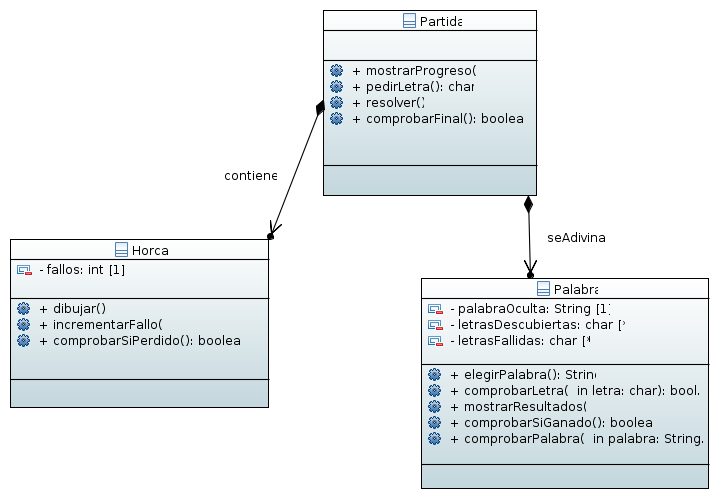 Partida
+ mostrarProgreso(
+ pedirLetra(): char
+ resolver()
+ comprobarFinal(): boolea
contiene
seAdivina
Horca
- fallos: int [1]
+ dibujar()
+ incrementarFallo(
+ comprobarSiPerdido(): boolea
Palabra
- palabraOculta: String [1]
- letrasDescubiertas: char [*
- letrasFallidas: char [*
+ elegirPalabra(): String
+ comprobarLetra( in letra: char): bool.
+ mostrarResultados(
+ comprobarSiGanado(): boolea
+ comprobarPalabra( in palabra: String.